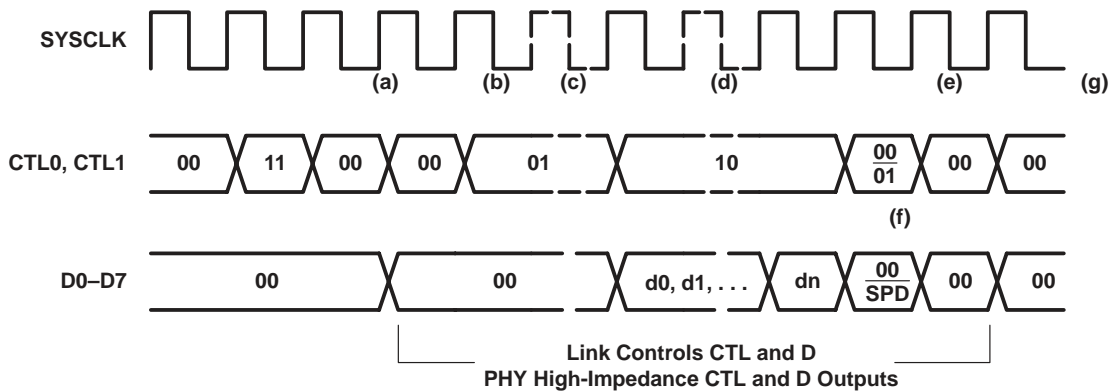 SYSCLK
(a) (b) (c) (d) (e) (g)
CTL0, CTL1 00 11 00 00 01 10 00 00 00
01
(f)
D0–D7 00 00 d0, d1, . . . dn 00 00 00
SPD
Link Controls CTL and D
PHY High-Impedance CTL and D Outputs